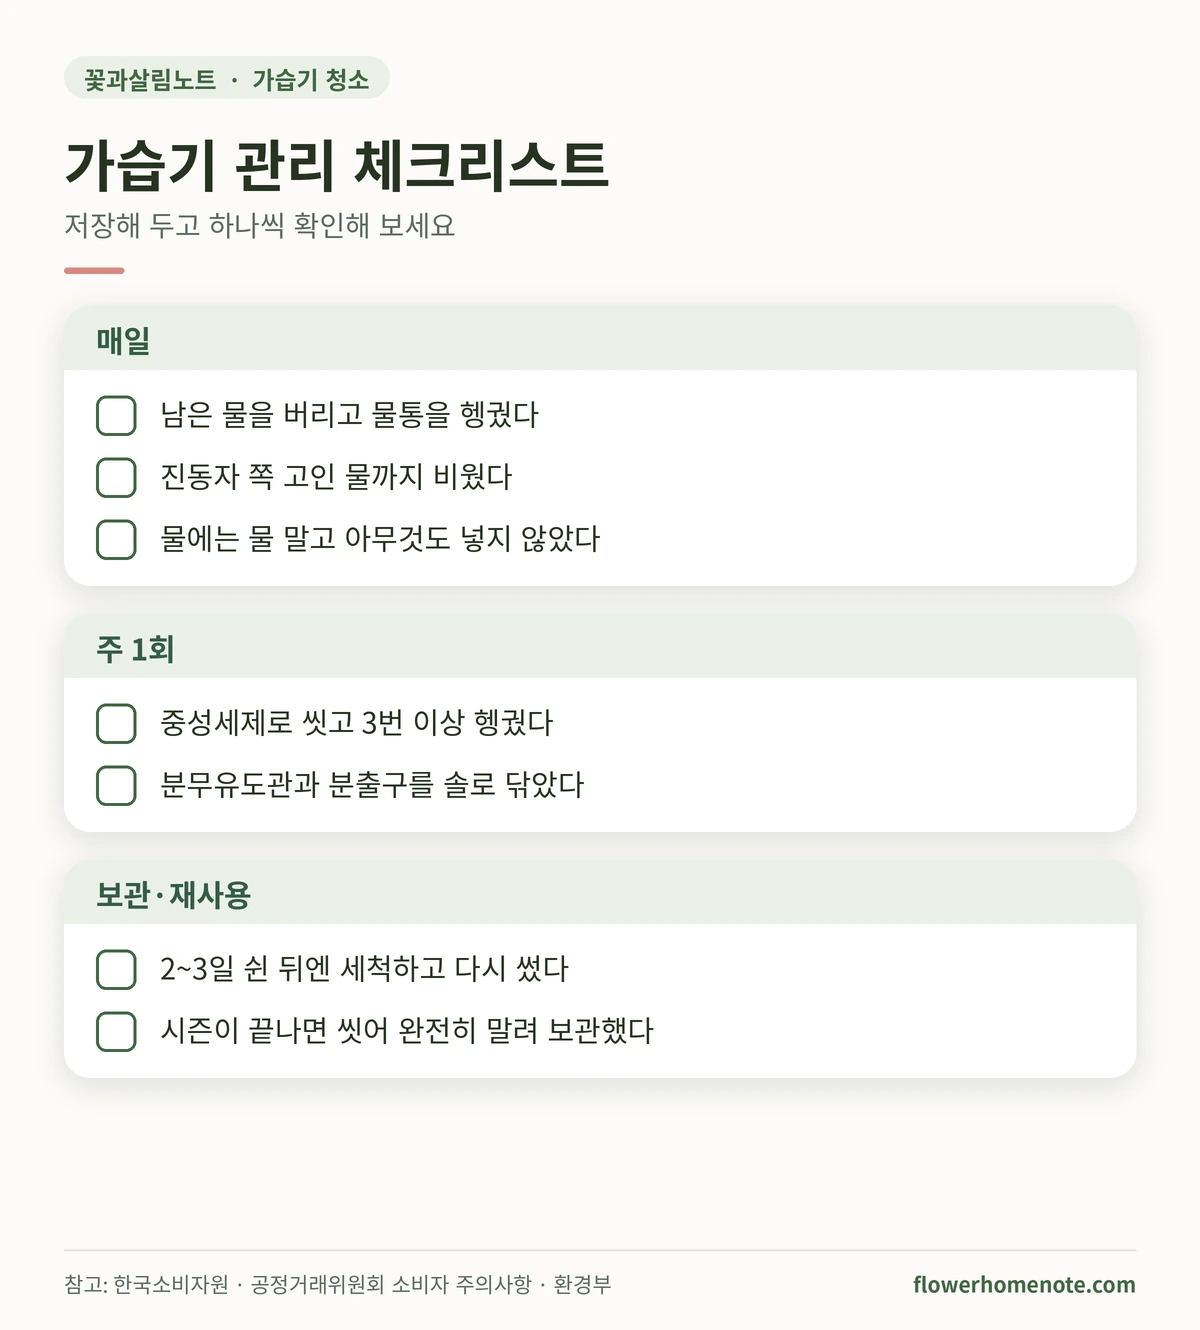 꽃과살림노트 · 가습기 청소
가습기 관리 체크리스트
저장해 두고 하나씩 확인해 보세요
매일
남은 물을 버리고 물통을 헹궜다
진동자 쪽 고인 물까지 비웠다
물에는 물 말고 아무것도 넣지 않았다
주 1회
중성세제로 씻고 3번 이상 헹궜다
분무유도관과 분출구를 솔로 닦았다
보관·재사용
2~3일 쉰 뒤엔 세척하고 다시 썼다
시즌이 끝나면 씻어 완전히 말려 보관했다
참고: 한국소비자원 · 공정거래위원회 소비자 주의사항 · 환경부
flowerhomenote.com